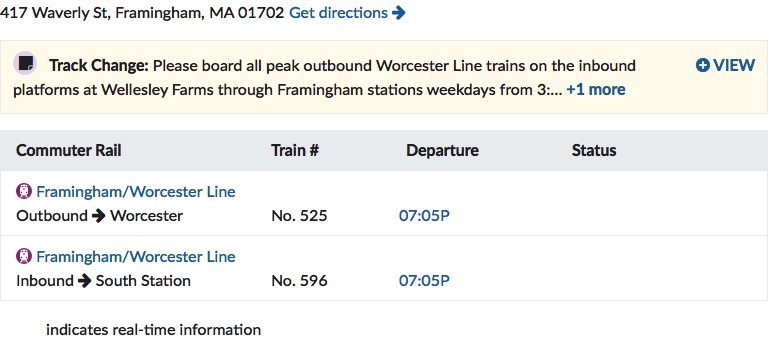 417 Waverly St, Framingham, MA 01702 Get directions
Track Change: Please board all peak outbound Worcester Line trains on the inbound
VIEW
platforms at Wellesley Farms through Framingham stations weekdays from 3:... +1 more
Commuter Rail Train # Departure Status
Framingham/Worcester Line
Outbound → Worcester No. 525 07:05P
Framingham/Worcester Line
Inbound → South Station No. 596 07:05P
indicates real-time information